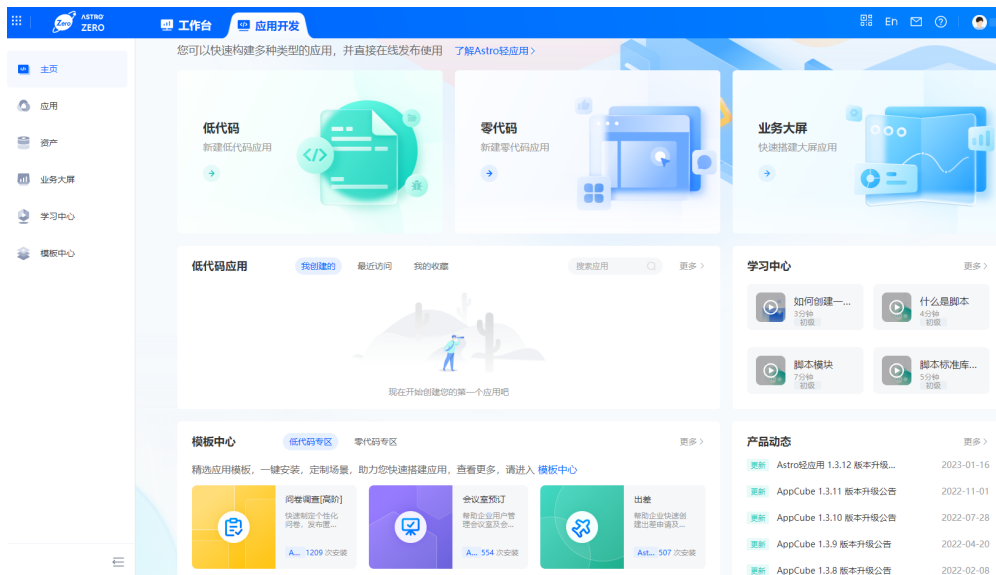 ASTRO
ZERO
Zero
工作台
应用开发
En
主页
应用
资产
业务大屏
学习中心
模板中心
您可以快速构建多种类型的应用，并直接在线发布使用 了解Astro轻应用
低代码
新建低代码应用
零代码
新建零代码应用
业务大屏
快速搭建大屏应用
低代码应用
我创建的
最近访问
我的收藏
搜索应用
更多
现在开始创建您的第一个应用吧
学习中心
更多
如何创建一...
3分钟
初级
什么是脚本
4分钟
初级
脚本模块
7分钟
初级
脚本标准库...
5分钟
初级
模板中心
低代码专区
零代码专区
更多
精选应用模板，一键安装，定制场景，助力您快速搭建应用，查看更多，请进入 模板中心
问卷调查[高阶]
快速制定个性化
问卷、发布置...
A... 1209 次安装
会议室预订
帮助企业用户管
理会议室及会...
A... 554 次安装
出差
帮助企业快速创
建出差申请及...
Ast... 507 次安装
产品动态
更多
更新 Astro轻应用 1.3.12 版本升级... 2023-01-16
更新 AppCube 1.3.11 版本升级公告 2022-11-01
更新 AppCube 1.3.10 版本升级公告 2022-07-28
更新 AppCube 1.3.9 版本升级公告 2022-04-20
更新 AppCube 1.3.8 版本升级公告 2022-02-08